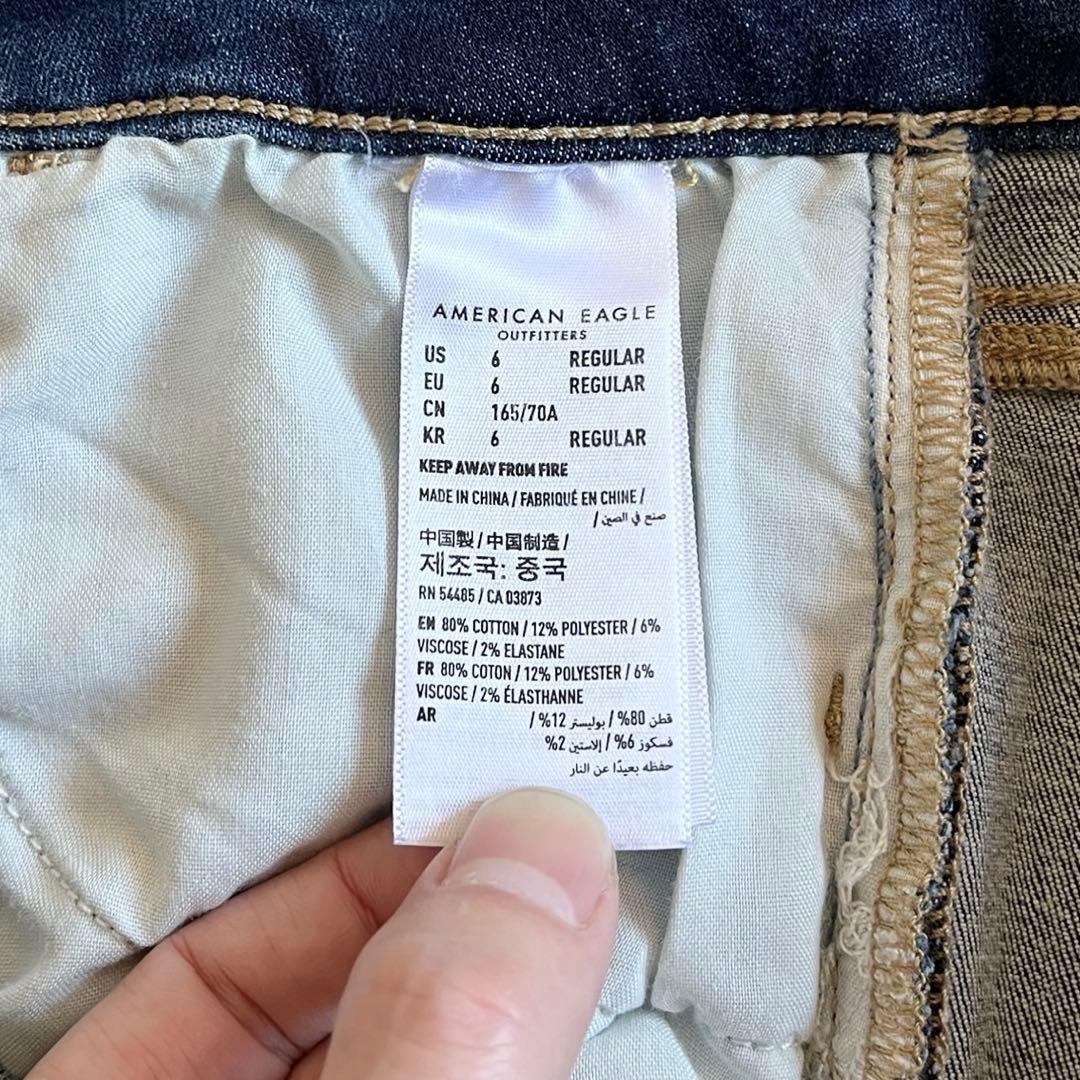 AMERICAN EAGLE
OUTFITTERS
US 6 REGULAR
EU 6 REGULAR
CN 165/70A
KR 6 REGULAR
KEEP AWAY FROM FIRE
MADE IN CHINA / FABRIQUÉ EN CHINE /
صنع في الصين /
中国製 / 中国制造 /
제조국: 중국
RN 54485 / CA 03873
EN 80% COTTON / 12% POLYESTER / 6%
VISCOSE / 2% ELASTANE
FR 80% COTON / 12% POLYESTER / 6%
VISCOSE / 2% ÉLASTHANNE
AR قطن 80% / بوليستر 12% /
فسكوز 6% / إلاستين 2%
حفظه بعيدًا عن النار